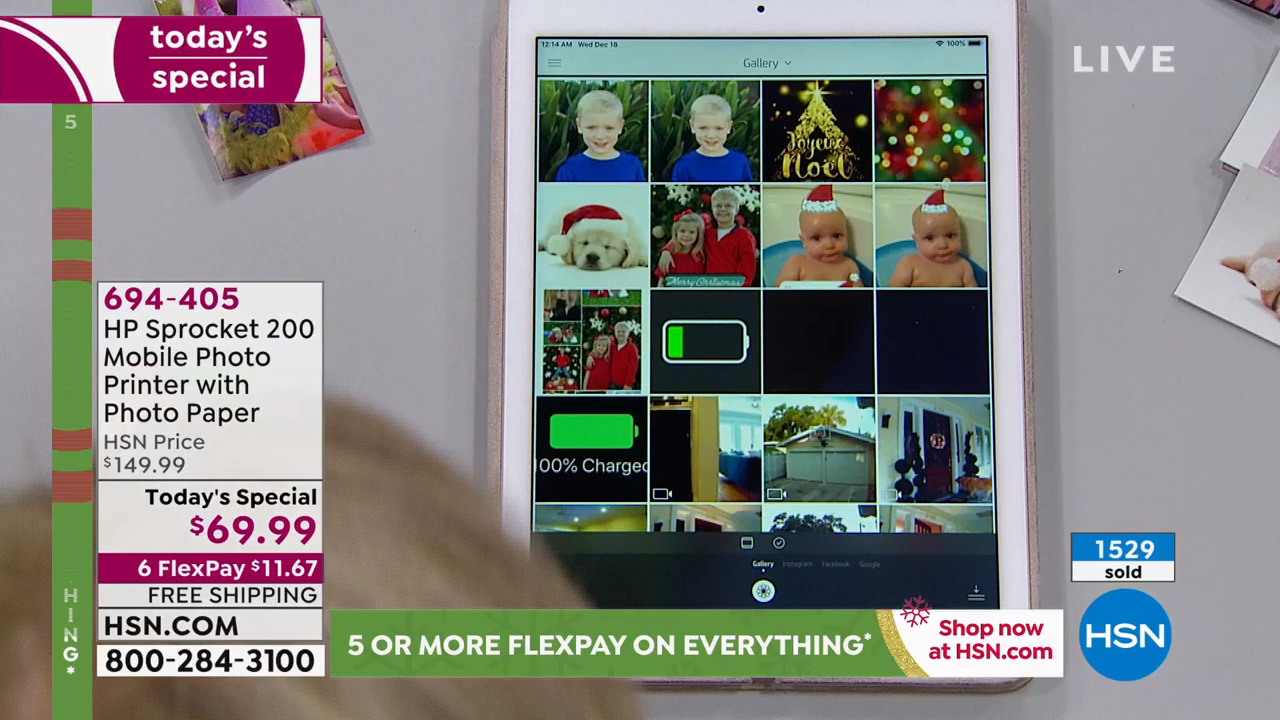 today's
special
LIVE
12:14 AM Wed Dec 18
100%
Gallery
Joyeux
Noël
Merry Christmas
00% Charged
Gallery Instagram Facebook Google
5
H
I
N
G*
694-405
HP Sprocket 200
Mobile Photo
Printer with
Photo Paper
HSN Price
$149.99
Today's Special
$69.99
6 FlexPay $11.67
FREE SHIPPING
HSN.COM
800-284-3100
5 OR MORE FLEXPAY ON EVERYTHING*
Shop now
at HSN.com
1529
sold
HSN